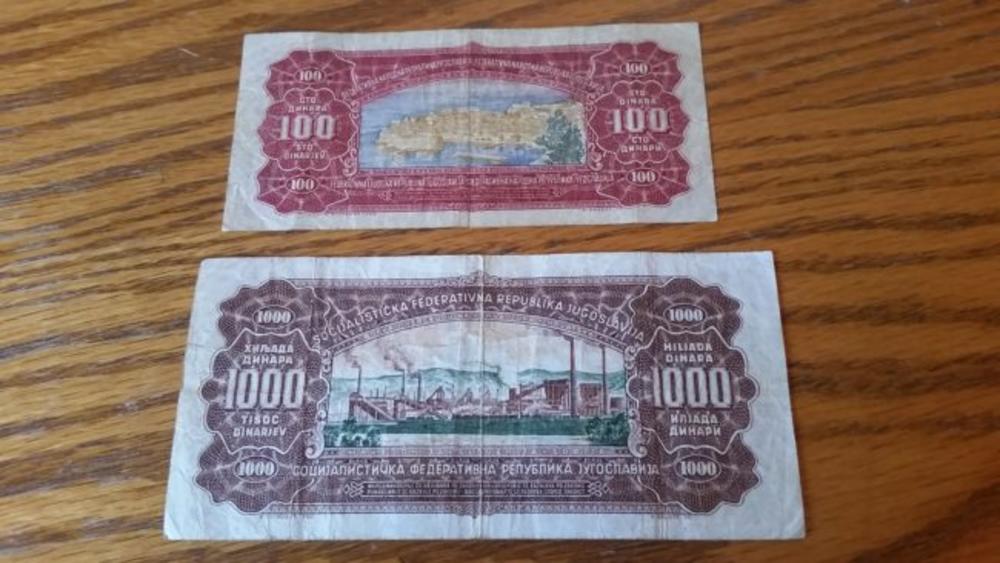 100
СТО
ДИНАРА
100
STO
DINARJEV
100
100
STO
DINARA
100
СТО
ДИНАРИ
100
SOCIJALISTIČKA FEDERATIVNA REPUBLIKA JUGOSLAVIJA
1000
ХИЉАДА
ДИНАРА
1000
TISOČ
DINARJEV
1000
1000
HILJADA
DINARA
1000
ИЛЈАДА
ДИНАРИ
1000
СОЦИЈАЛИСТИЧКА ФЕДЕРАТИВНА РЕПУБЛИКА ЈУГОСЛАВИЈА